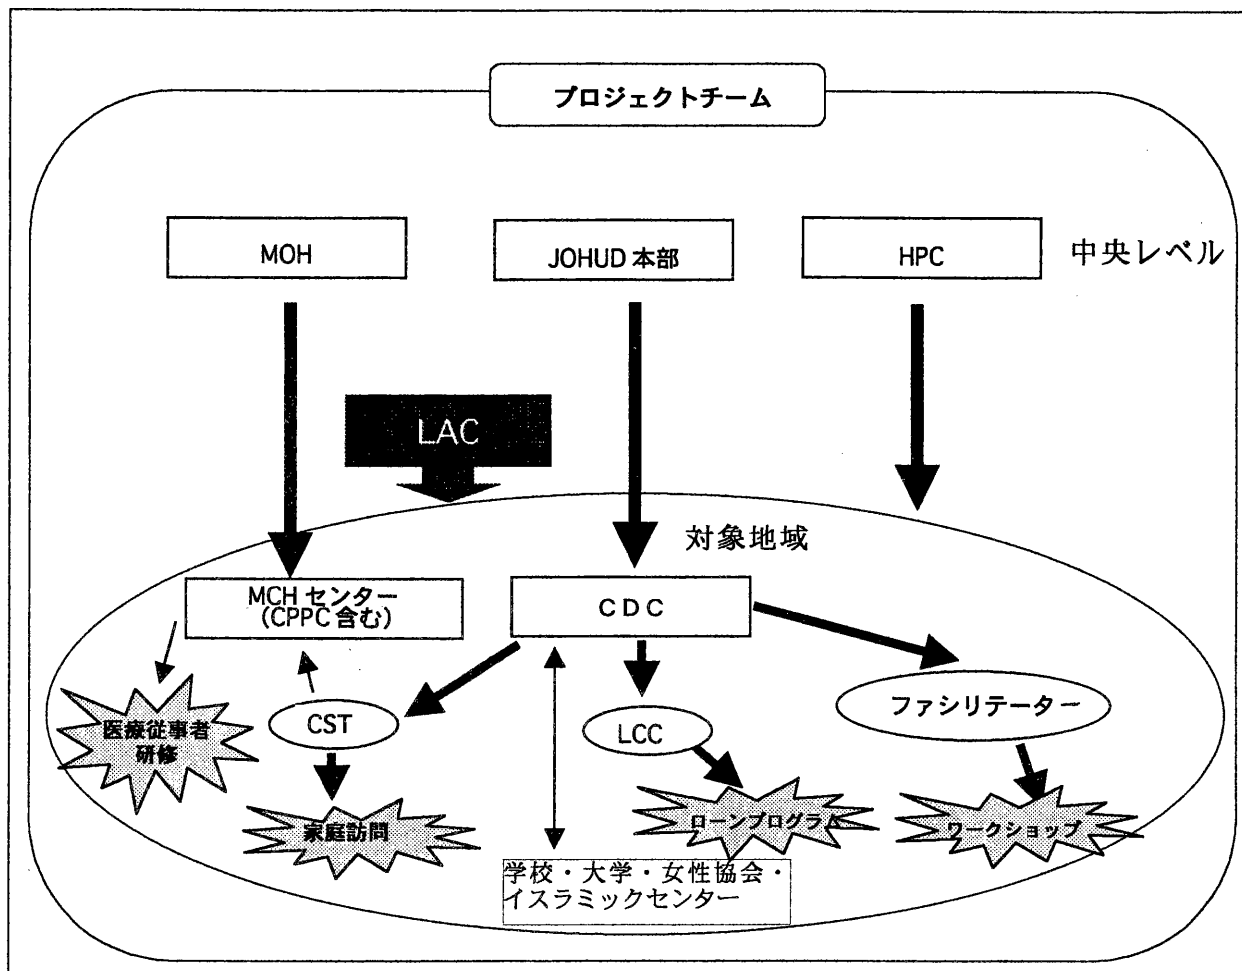 プロジェクトチーム
MOH
JOHUD 本部
HPC
中央レベル
LAC
対象地域
MCH センター
(CPPC 含む)
CDC
医療従事者
研修
CST
LCC
ファシリテーター
家庭訪問
ローンプログラム
ワークショップ
学校・大学・女性協会・
イスラミックセンター